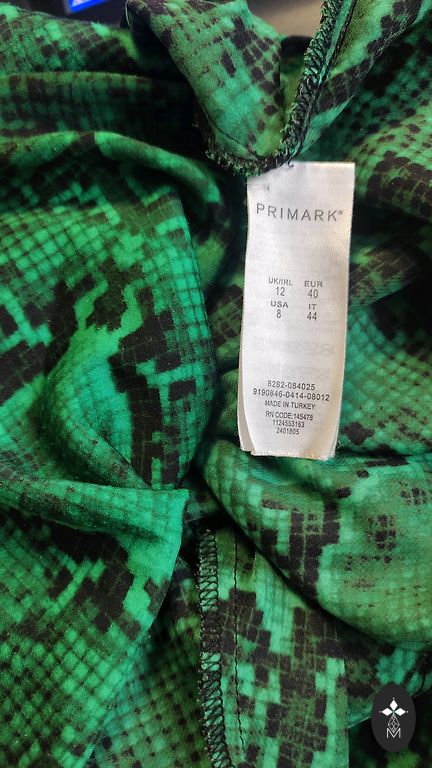 PRIMARK®
UK/IRL EUR
12 40
USA IT
8 44
8282-084025
9190846-0414-08012
MADE IN TURKEY
RN CODE:145478
1124553163
2401805
M